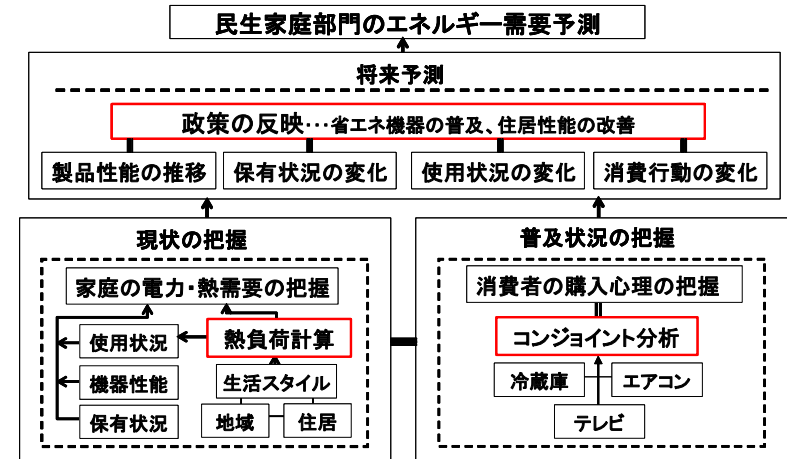 民生家庭部門のエネルギー需要予測
将来予測
政策の反映･･･省エネ機器の普及、住居性能の改善
製品性能の推移
保有状況の変化
使用状況の変化
消費行動の変化
現状の把握
家庭の電力・熱需要の把握
使用状況
熱負荷計算
機器性能
生活スタイル
保有状況
地域
住居
普及状況の把握
消費者の購入心理の把握
コンジョイント分析
冷蔵庫
エアコン
テレビ